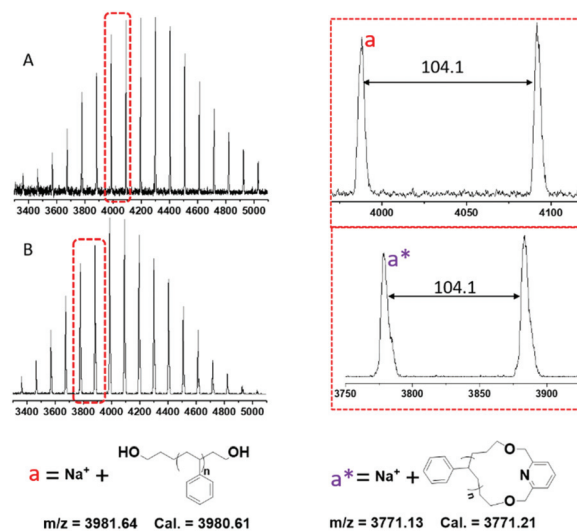 A
3400 3600 3800 4000 4200 4400 4600 4800 5000
a
104.1
4000 4050 4100
B
3400 3600 3800 4000 4200 4400 4600 4800 5000
a*
104.1
3750 3800 3850 3900
a = Na⁺ + HO ( ) n OH
m/z = 3981.64 Cal. = 3980.61
a* = Na⁺ + ( ) n O N O
m/z = 3771.13 Cal. = 3771.21